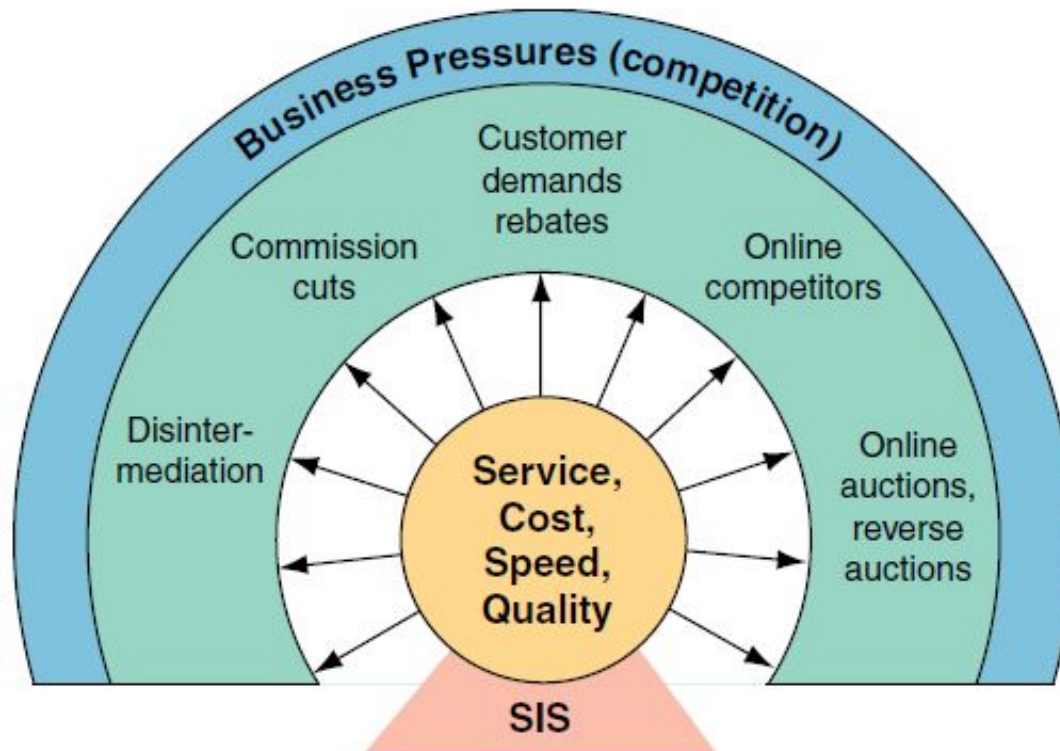 Business Pressures (competition)
Customer
demands
rebates
Commission
cuts
Online
competitors
Disinter-
mediation
Online
auctions,
reverse
auctions
Service,
Cost,
Speed,
Quality
SIS